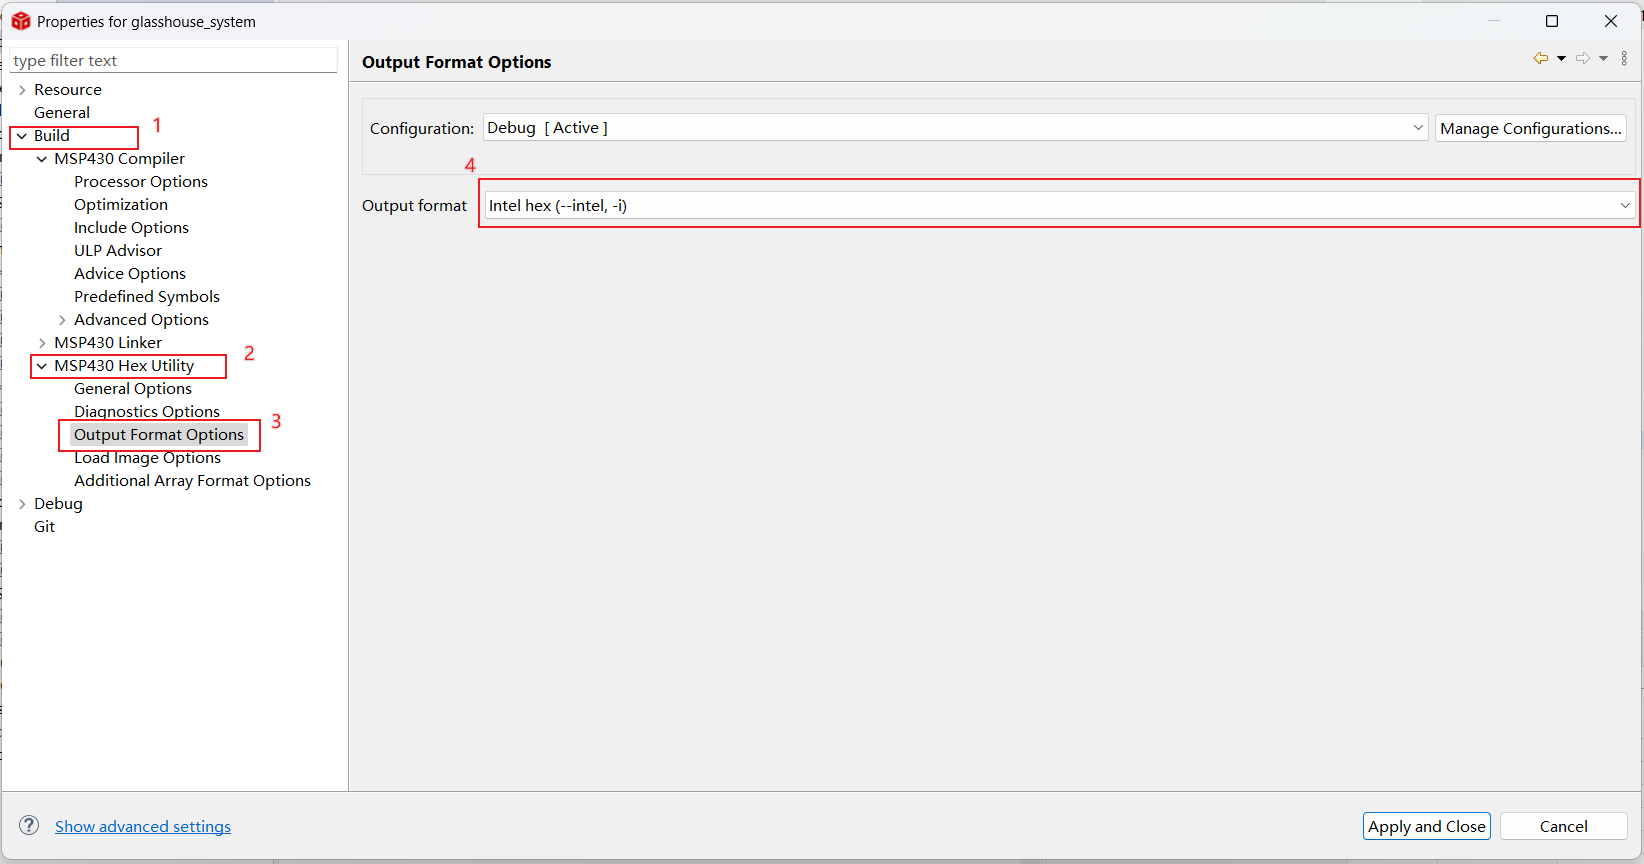 Properties for glasshouse_system
type filter text
Resource
General
Build
1
MSP430 Compiler
Processor Options
Optimization
Include Options
ULP Advisor
Advice Options
Predefined Symbols
Advanced Options
MSP430 Linker
MSP430 Hex Utility
2
General Options
Diagnostics Options
Output Format Options
3
Load Image Options
Additional Array Format Options
Debug
Git
Output Format Options
Configuration: Debug [ Active ] Manage Configurations...
4
Output format Intel hex (--intel, -i)
Show advanced settings
Apply and Close Cancel